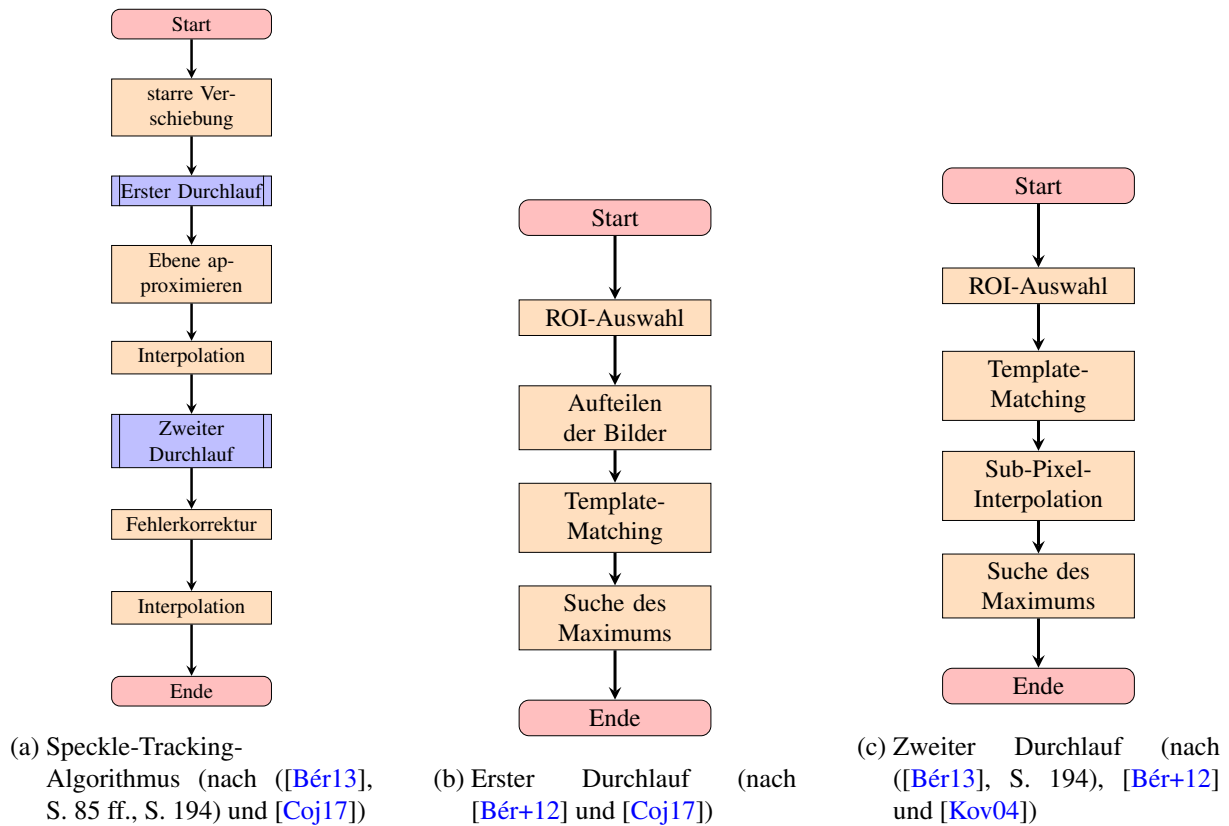 Start
starre Ver-
schiebung
Erster Durchlauf
Ebene ap-
proximieren
Interpolation
Zweiter
Durchlauf
Fehlerkorrektur
Interpolation
Ende
(a) Speckle-Tracking-
Algorithmus (nach ([Bér13],
S. 85 ff., S. 194) und [Coj17])
Start
ROI-Auswahl
Aufteilen
der Bilder
Template-
Matching
Suche des
Maximums
Ende
(b) Erster Durchlauf (nach
[Bér+12] und [Coj17])
Start
ROI-Auswahl
Template-
Matching
Sub-Pixel-
Interpolation
Suche des
Maximums
Ende
(c) Zweiter Durchlauf (nach
([Bér13], S. 194), [Bér+12]
und [Kov04])